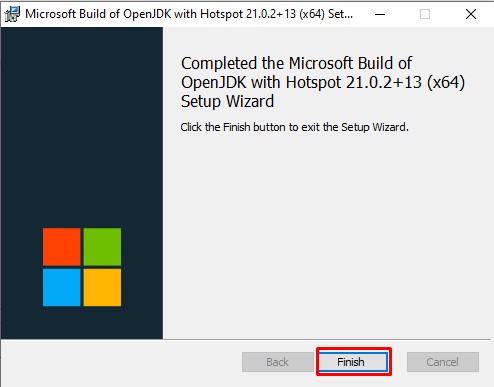 Microsoft Build of OpenJDK with Hotspot 21.0.2+13 (x64) Set...
Completed the Microsoft Build of
OpenJDK with Hotspot 21.0.2+13 (x64)
Setup Wizard
Click the Finish button to exit the Setup Wizard.
Back
Finish
Cancel